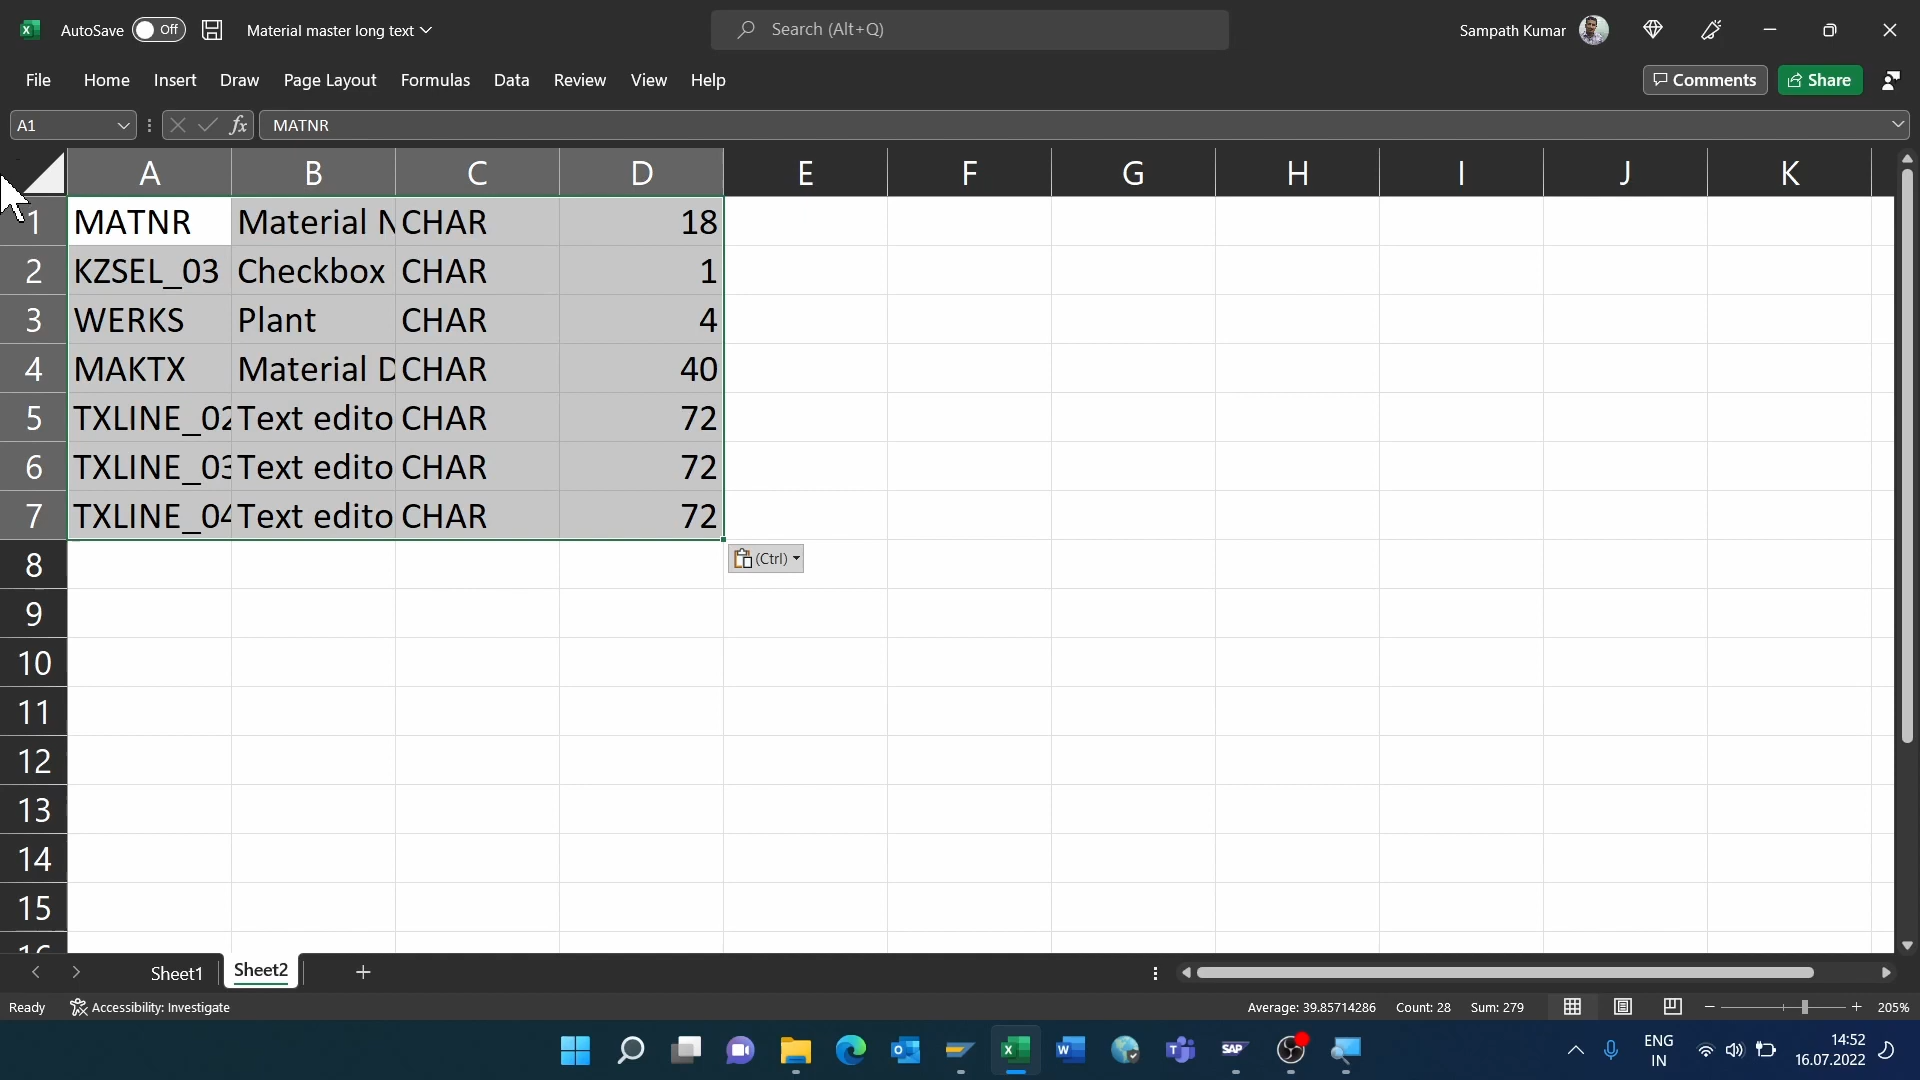 AutoSave Off Material master long text Search (Alt+Q) Sampath Kumar
File Home Insert Draw Page Layout Formulas Data Review View Help Comments Share
A1 fx MATNR
A B C D E F G H I J K
1 MATNR Material N CHAR 18
2 KZSEL_03 Checkbox CHAR 1
3 WERKS Plant CHAR 4
4 MAKTX Material D CHAR 40
5 TXLINE_02 Text edito CHAR 72
6 TXLINE_03 Text edito CHAR 72
7 TXLINE_04 Text edito CHAR 72
8 (Ctrl)
9
10
11
12
13
14
15
16
Sheet1 Sheet2
Ready Accessibility: Investigate Average: 39.85714286 Count: 28 Sum: 279 205%
SAP ENG 14:52
IN 16.07.2022